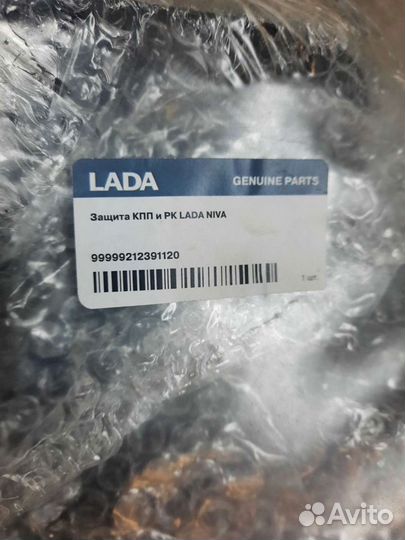 LADA GENUINE PARTS
Защита КПП и РК LADA NIVA
99999212391120
1 шт.
Avito